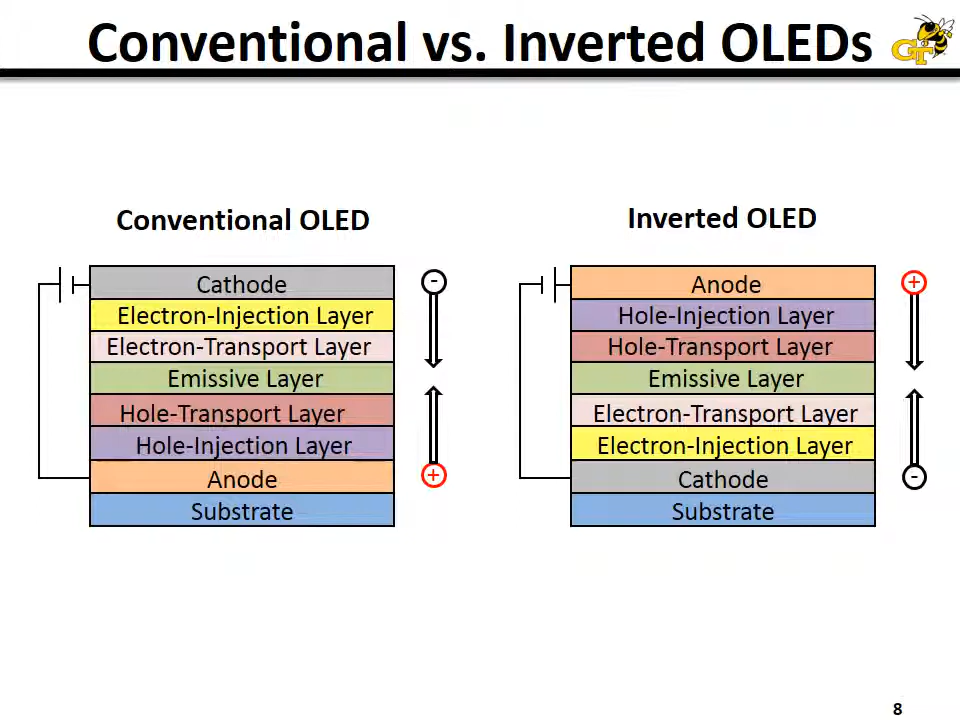 Conventional vs. Inverted OLEDs
GT
Conventional OLED
Cathode
Electron-Injection Layer
Electron-Transport Layer
Emissive Layer
Hole-Transport Layer
Hole-Injection Layer
Anode
Substrate
-
+
Inverted OLED
Anode
Hole-Injection Layer
Hole-Transport Layer
Emissive Layer
Electron-Transport Layer
Electron-Injection Layer
Cathode
Substrate
+
-
8